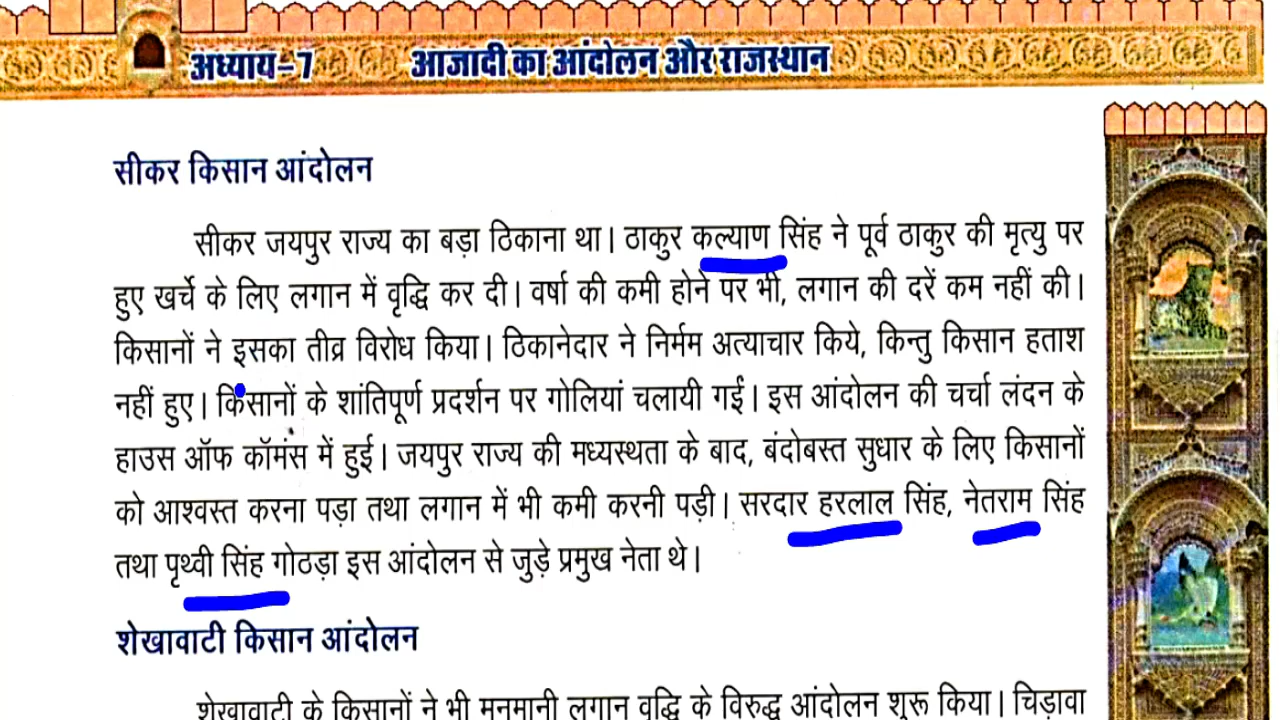 अध्याय-7 आजादी का आंदोलन और राजस्थान
सीकर किसान आंदोलन
सीकर जयपुर राज्य का बड़ा ठिकाना था। ठाकुर कल्याण सिंह ने पूर्व ठाकुर की मृत्यु पर
हुए खर्चे के लिए लगान में वृद्धि कर दी। वर्षा की कमी होने पर भी, लगान की दरें कम नहीं की।
किसानों ने इसका तीव्र विरोध किया। ठिकानेदार ने निर्मम अत्याचार किये, किन्तु किसान हताश
नहीं हुए। किसानों के शांतिपूर्ण प्रदर्शन पर गोलियां चलायी गईं। इस आंदोलन की चर्चा लंदन के
हाउस ऑफ कॉमंस में हुई। जयपुर राज्य की मध्यस्थता के बाद, बंदोबस्त सुधार के लिए किसानों
को आश्वस्त करना पड़ा तथा लगान में भी कमी करनी पड़ी। सरदार हरलाल सिंह, नेतराम सिंह
तथा पृथ्वी सिंह गोठड़ा इस आंदोलन से जुड़े प्रमुख नेता थे।
शेखावाटी किसान आंदोलन
शेखावाटी के किसानों ने भी मनमानी लगान वृद्धि के विरुद्ध आंदोलन शुरू किया। चिड़ावा